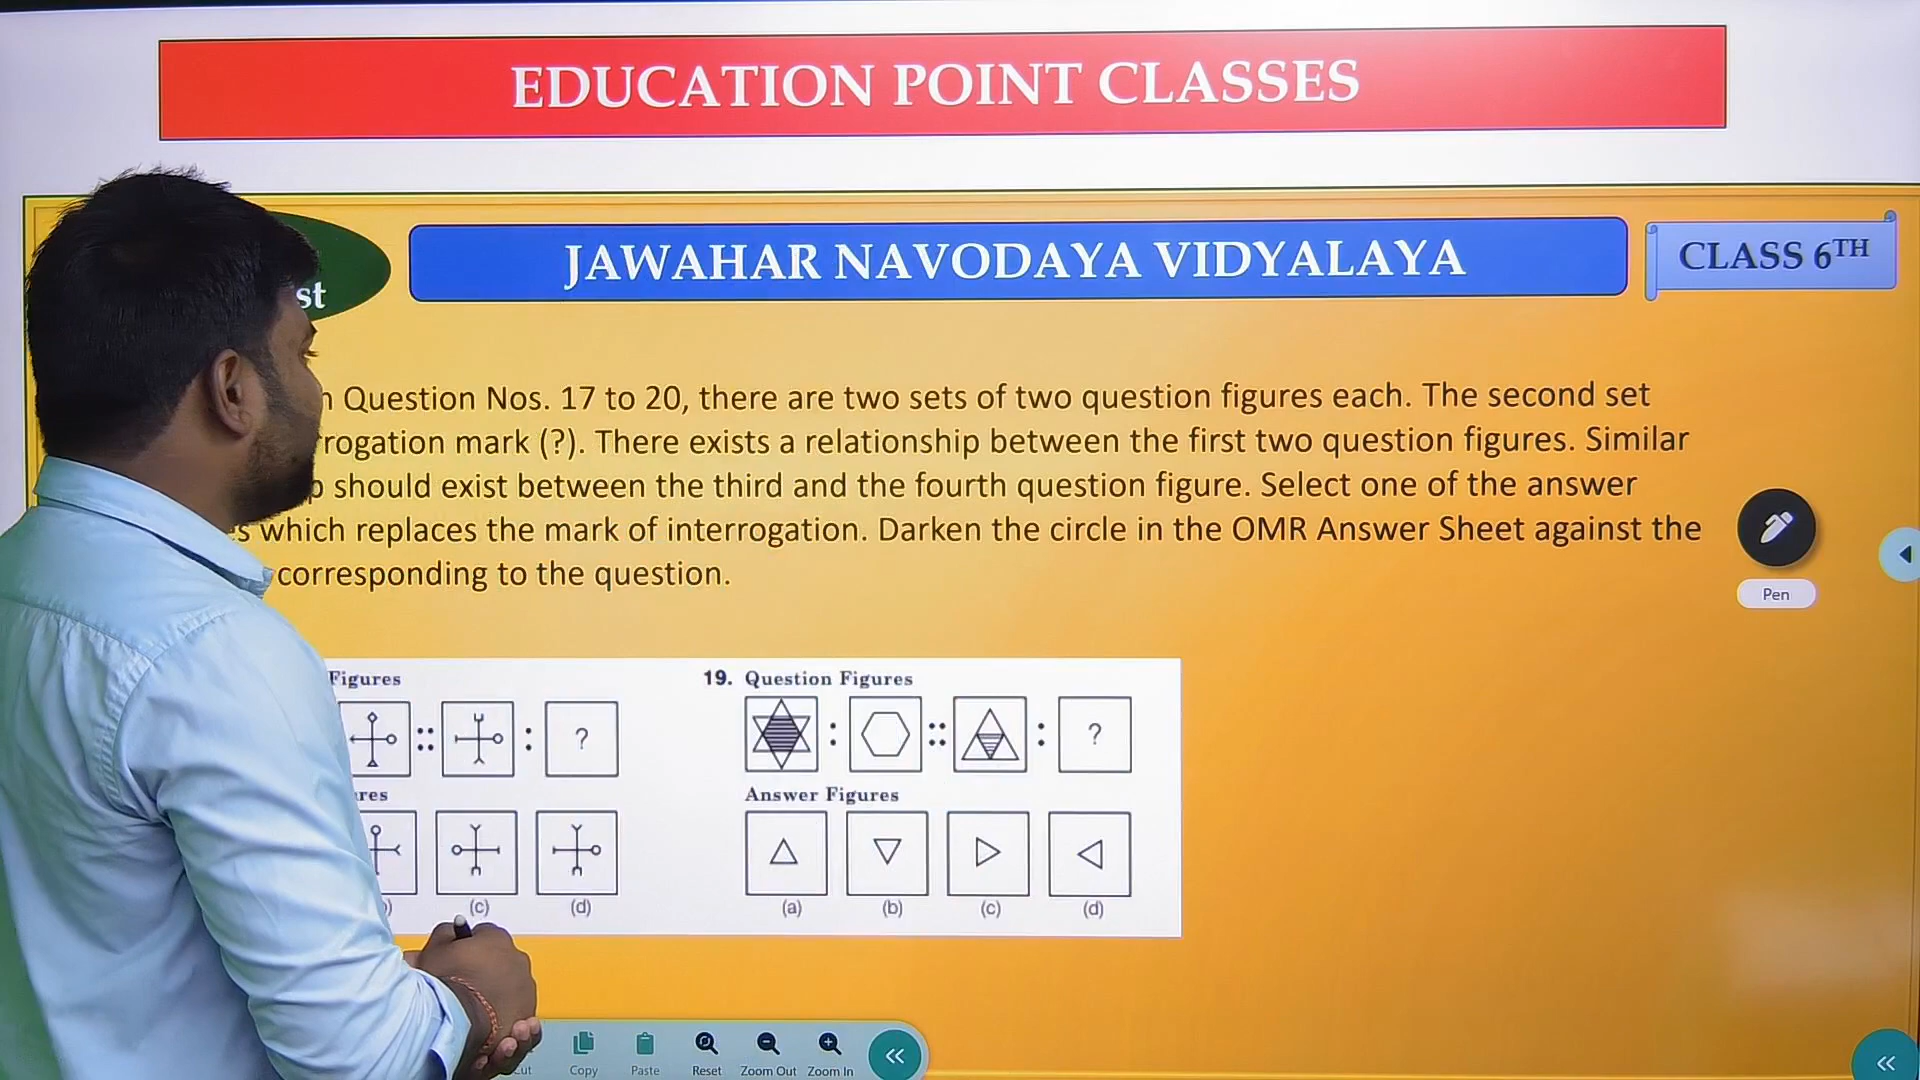 EDUCATION POINT CLASSES
st
JAWAHAR NAVODAYA VIDYALAYA
CLASS 6TH
Question Nos. 17 to 20, there are two sets of two question figures each. The second set
mark (?). There exists a relationship between the first two question figures. Similar
should exist between the third and the fourth question figure. Select one of the answer
which replaces the mark of interrogation. Darken the circle in the OMR Answer Sheet against the
corresponding to the question.
Pen
Figures
: : : ?
(c) (d)
19. Question Figures
: : : : ?
Answer Figures
(a) (b) (c) (d)
Copy Paste Reset Zoom Out Zoom In